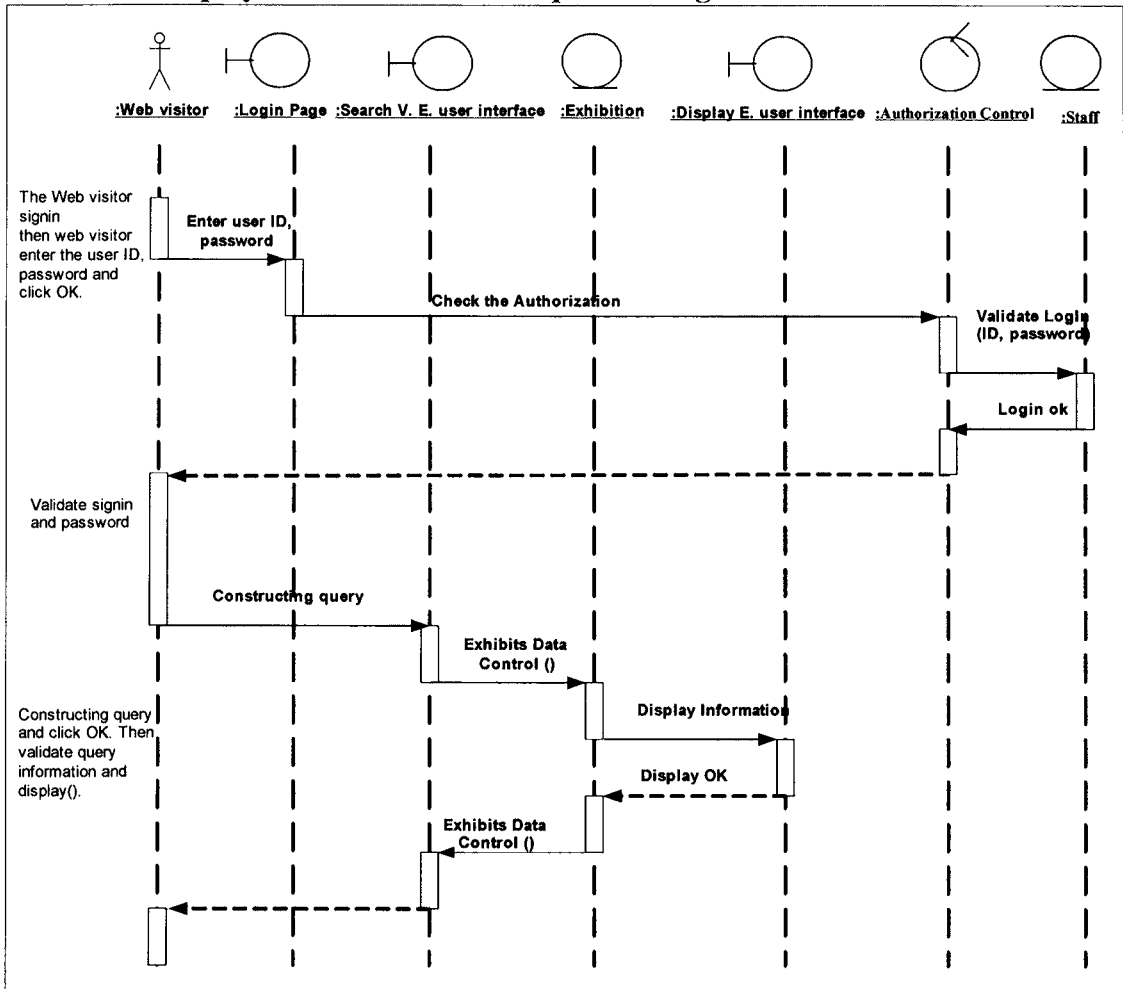 :Web visitor :Login Page :Search V. E. user interface :Exhibition :Display E. user interface :Authorization Control :Staff
The Web visitor
signin
then web visitor
enter the user ID,
password and
click OK.
Enter user ID,
password
Check the Authorization
Validate Login
(ID, password)
Login ok
Validate signin
and password
Constructing query
Exhibits Data
Control ()
Constructing query
and click OK. Then
validate query
information and
display().
Display Information
Display OK
Exhibits Data
Control ()